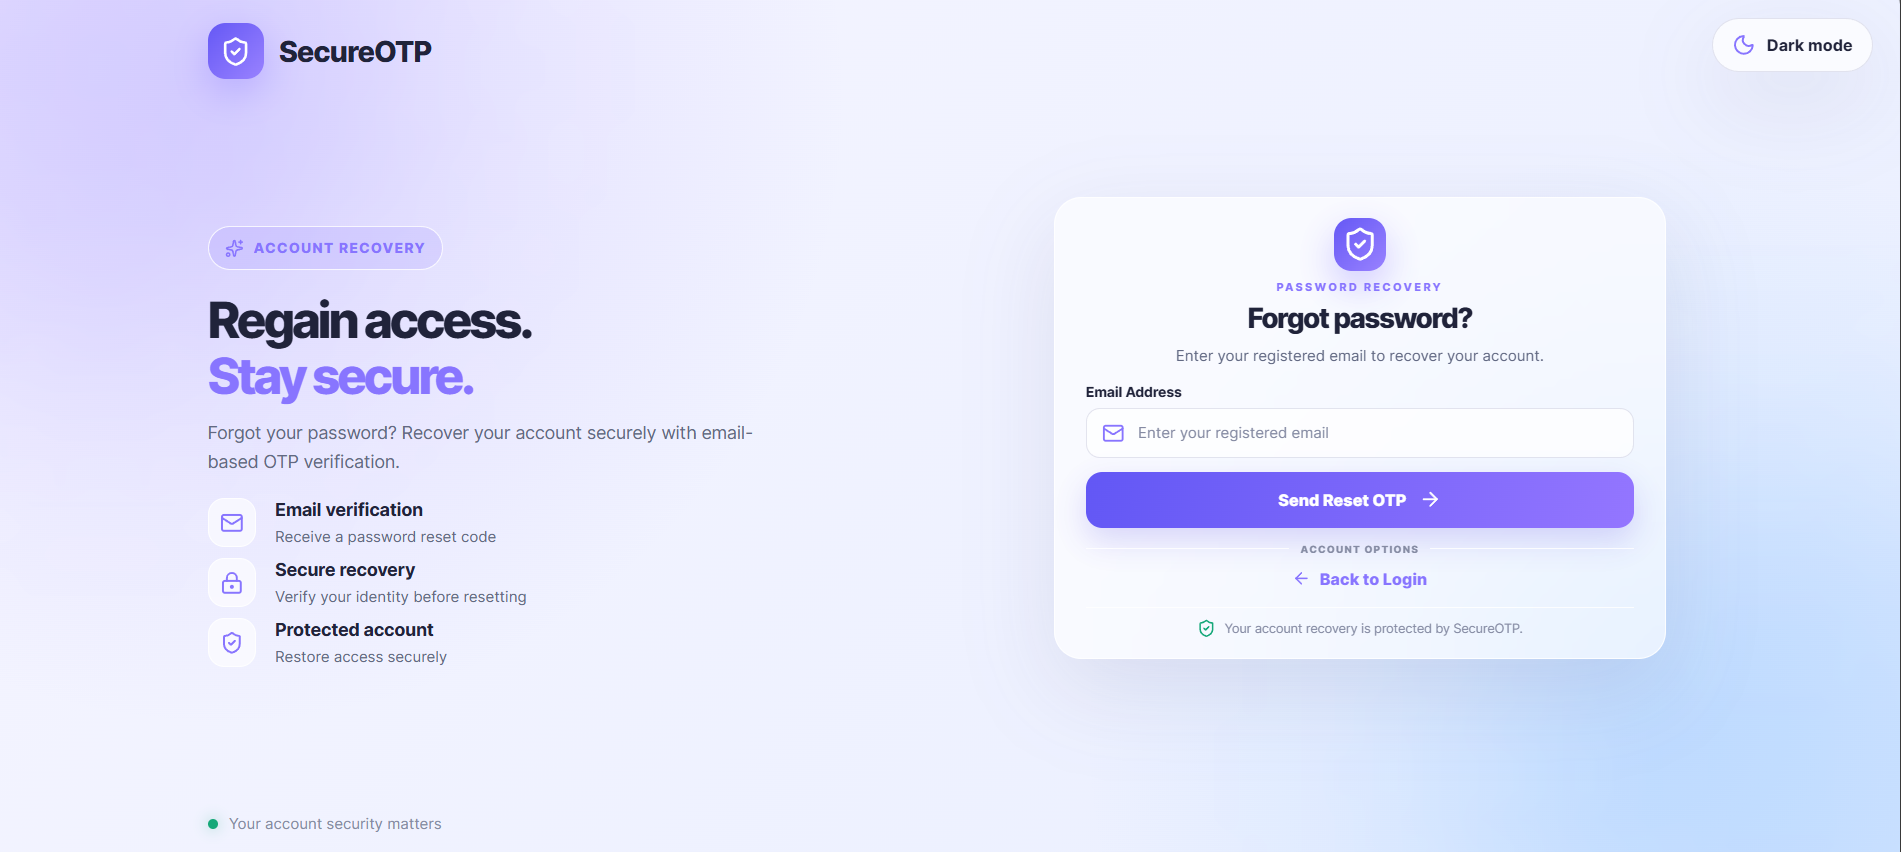 SecureOTP
Dark mode
ACCOUNT RECOVERY
Regain access.
Stay secure.
Forgot your password? Recover your account securely with email-
based OTP verification.
Email verification
Receive a password reset code
Secure recovery
Verify your identity before resetting
Protected account
Restore access securely
Your account security matters
PASSWORD RECOVERY
Forgot password?
Enter your registered email to recover your account.
Email Address
Enter your registered email
Send Reset OTP
ACCOUNT OPTIONS
Back to Login
Your account recovery is protected by SecureOTP.